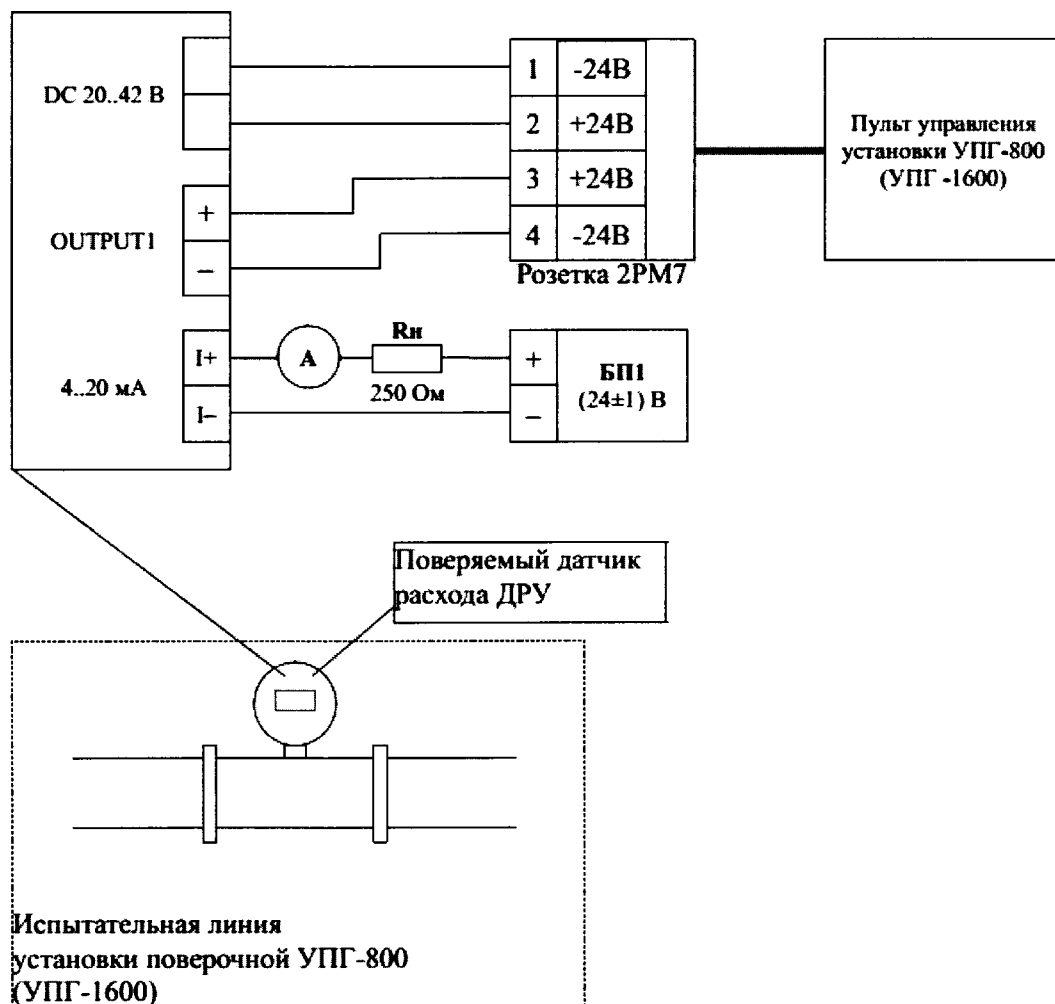 DC 20..42 В
OUTPUT1
+
−
4..20 мА
I+
I−
1 -24В
2 +24В
3 +24В
4 -24В
Розетка 2РМ7
Пульт управления
установки УПГ-800
(УПГ -1600)
А
Rн
250 Ом
+
−
БП1
(24±1) В
Поверяемый датчик
расхода ДРУ
Испытательная линия
установки поверочной УПГ-800
(УПГ-1600)